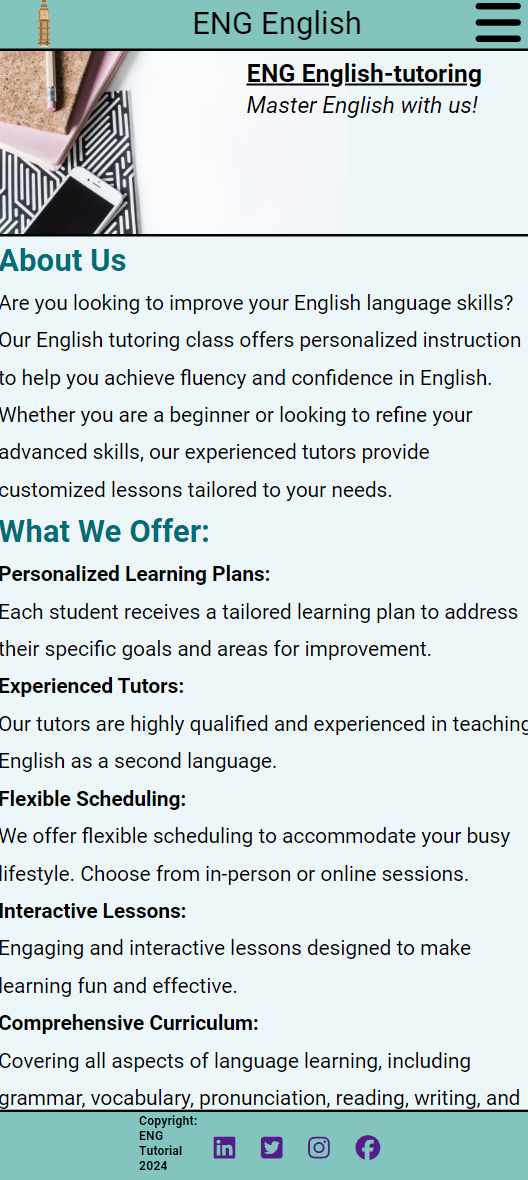 ENG English
ENG English-tutoring
Master English with us!
About Us
Are you looking to improve your English language skills?
Our English tutoring class offers personalized instruction
to help you achieve fluency and confidence in English.
Whether you are a beginner or looking to refine your
advanced skills, our experienced tutors provide
customized lessons tailored to your needs.
What We Offer:
Personalized Learning Plans:
Each student receives a tailored learning plan to address
their specific goals and areas for improvement.
Experienced Tutors:
Our tutors are highly qualified and experienced in teaching
English as a second language.
Flexible Scheduling:
We offer flexible scheduling to accommodate your busy
lifestyle. Choose from in-person or online sessions.
Interactive Lessons:
Engaging and interactive lessons designed to make
learning fun and effective.
Comprehensive Curriculum:
Covering all aspects of language learning, including
grammar, vocabulary, pronunciation, reading, writing, and
Copyright:
ENG
Tutorial
2024